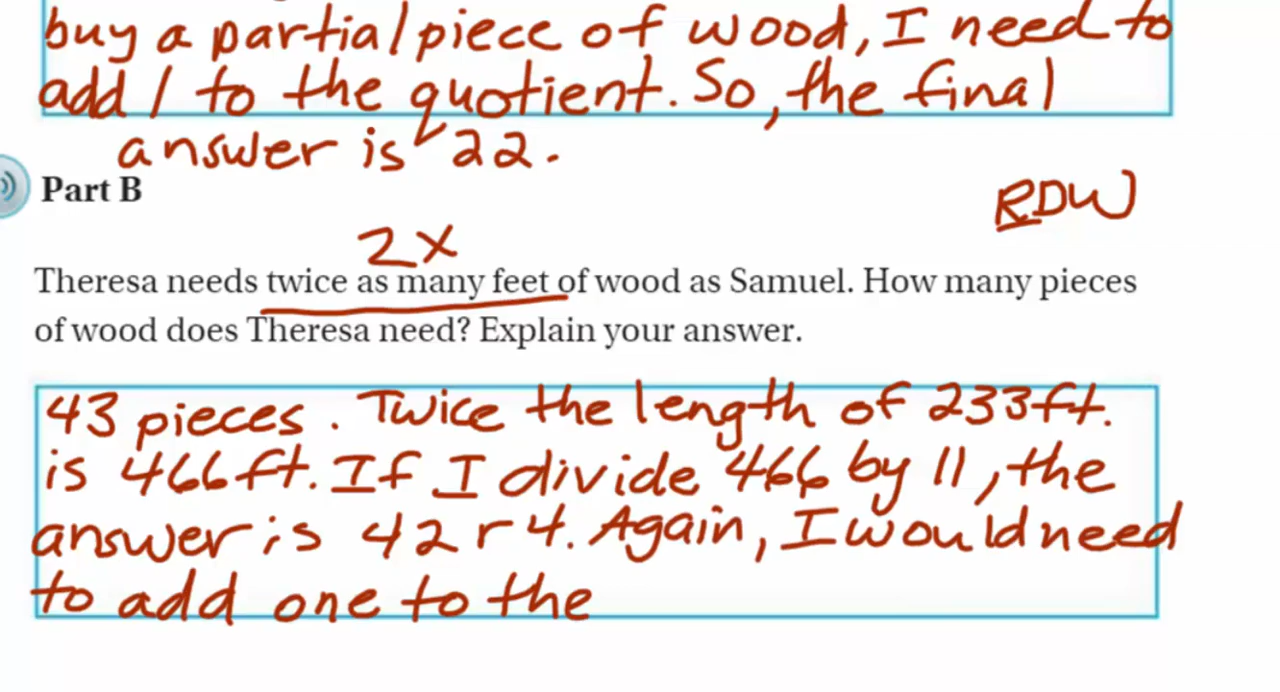 buy a partial piece of wood, I need to
add 1 to the quotient. So, the final
answer is 22.
Part B
RDW
2x
Theresa needs twice as many feet of wood as Samuel. How many pieces
of wood does Theresa need? Explain your answer.
43 pieces. Twice the length of 233ft.
is 466ft. If I divide 466 by 11, the
answer is 42 r 4. Again, I would need
to add one to the